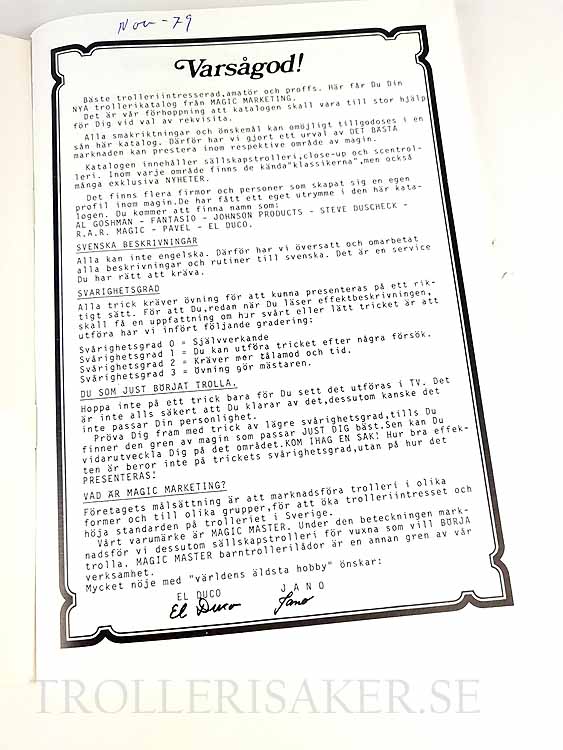 Nov -79
Varsågod!
Bäste trolleriintresserad,amatör och proffs. Här får Du Din
NYA trollerikatalog från MAGIC MARKETING.
Det är vår förhoppning att katalogen skall vara till stor hjälp
för Dig vid val av rekvisita.
Alla smakriktningar och önskemål kan omöjligt tillgodoses i en
sån här katalog. Därför har vi gjort ett urval av DET BÄSTA
marknaden kan prestera inom respektive område av magin.
Katalogen innehåller sällskapstrolleri,close-up och scentrol-
leri. Inom varje område finns de kända"klassikerna",men också
många exklusiva NYHETER.
Det finns flera firmor och personer som skapat sig en egen
profil inom magin.De har fått ett eget utrymme i den här kata-
logen. Du kommer att finna namn som:
AL GOSHMAN - FANTASIO - JOHNSON PRODUCTS - STEVE DUSCHECK -
R.A.R. MAGIC - PAVEL - EL DUCO.
SVENSKA BESKRIVNINGAR
Alla kan inte engelska. Därför har vi översatt och omarbetat
alla beskrivningar och rutiner till svenska. Det är en service
Du har rätt att kräva.
SVÅRIGHETSGRAD
Alla trick kräver övning för att kunna presenteras på ett rik-
tigt sätt. För att Du,redan när Du läser effektbeskrivningen,
skall få en uppfattning om hur svårt eller lätt tricket är att
utföra har vi infört följande gradering:
Svårighetsgrad 0 = Självverkande
Svårighetsgrad 1 = Du kan utföra tricket efter några försök.
Svårighetsgrad 2 = Kräver mer tålamod och tid.
Svårighetsgrad 3 = Övning gör mästaren.
DU SOM JUST BÖRJAT TROLLA.
Hoppa inte på ett trick bara för Du sett det utföras i TV. Det
är inte alls säkert att Du klarar av det,dessutom kanske det
inte passar Din personlighet.
Pröva Dig fram med trick av lägre svårighetsgrad,tills Du
finner den gren av magin som passar JUST DIG bäst.Sen kan Du
vidarutveckla Dig på det området.KOM IHÅG EN SAK! Hur bra effek-
ten är beror inte på trickets svårighetsgrad,utan på hur det
PRESENTERAS!
VAD ÄR MAGIC MARKETING?
Företagets målsättning är att marknadsföra trolleri i olika
former och till olika grupper,för att öka trolleriintresset och
höja standarden på trolleriet i Sverige.
Vårt varumärke är MAGIC MASTER. Under den beteckningen mark-
nadsför vi dessutom sällskapstrolleri för vuxna som vill BÖRJA
trolla. MAGIC MASTER barntrollerilådor är en annan gren av vår
verksamhet.
Mycket nöje med "världens äldsta hobby" önskar:
EL DUCO JANO
El Duco Jano
TROLLERISAKER.SE